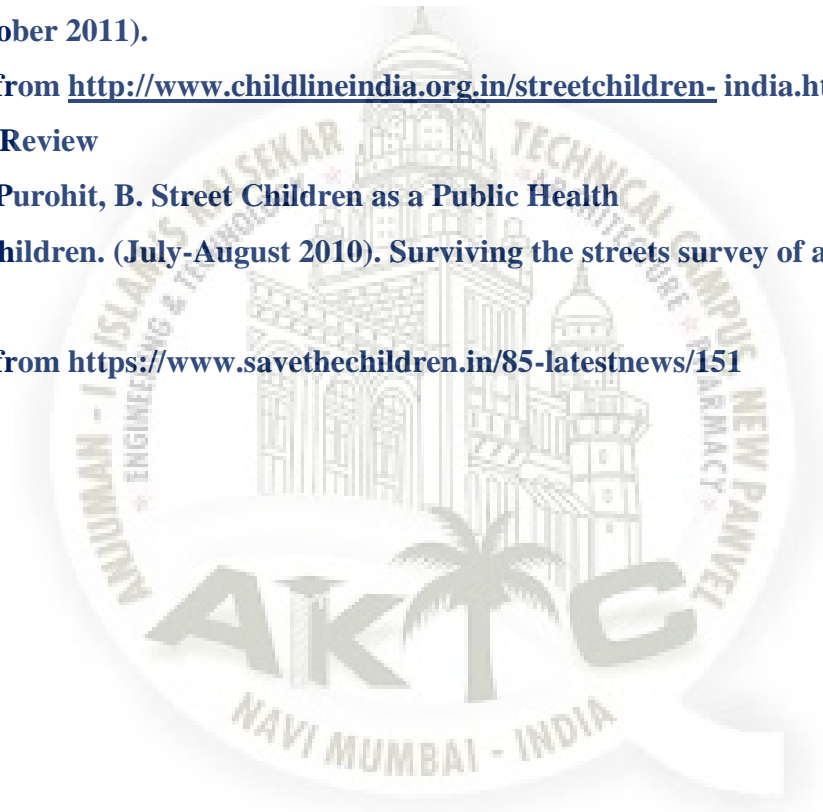 ober 2011).
from http://www.childlineindia.org.in/streetchildren- india.h
Review
Purohit, B. Street Children as a Public Health
hildren. (July-August 2010). Surviving the streets survey of a
from https://www.savethechildren.in/85-latestnews/151
ANJUMAN - I - ISLAM'S KALSEKAR TECHNICAL CAMPUS NEW PANVEL
* ENGINEERING & TECHNOLOGY * ARCHITECTURE * PHARMACY *
AKTC
NAVI MUMBAI - INDIA